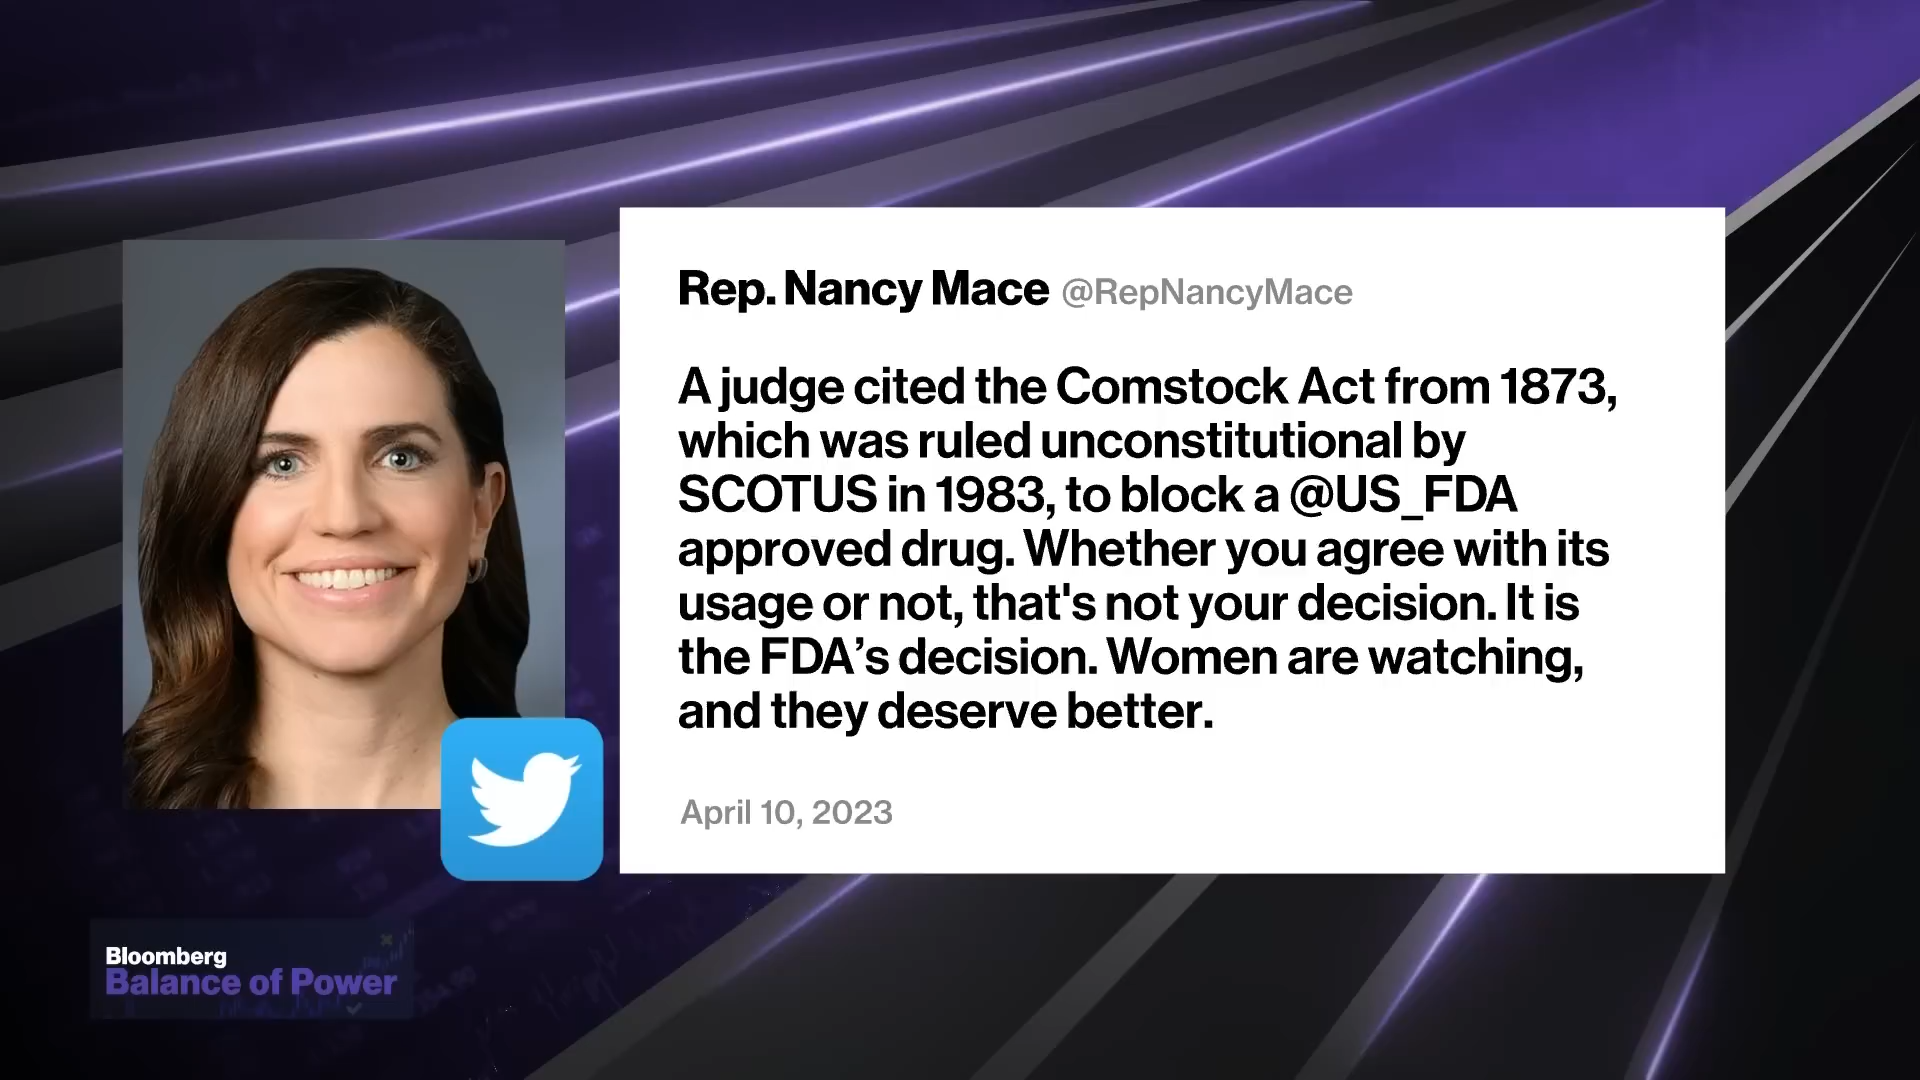 Rep. Nancy Mace @RepNancyMace
A judge cited the Comstock Act from 1873,
which was ruled unconstitutional by
SCOTUS in 1983, to block a @US_FDA
approved drug. Whether you agree with its
usage or not, that's not your decision. It is
the FDA’s decision. Women are watching,
and they deserve better.
April 10, 2023
Bloomberg
Balance of Power